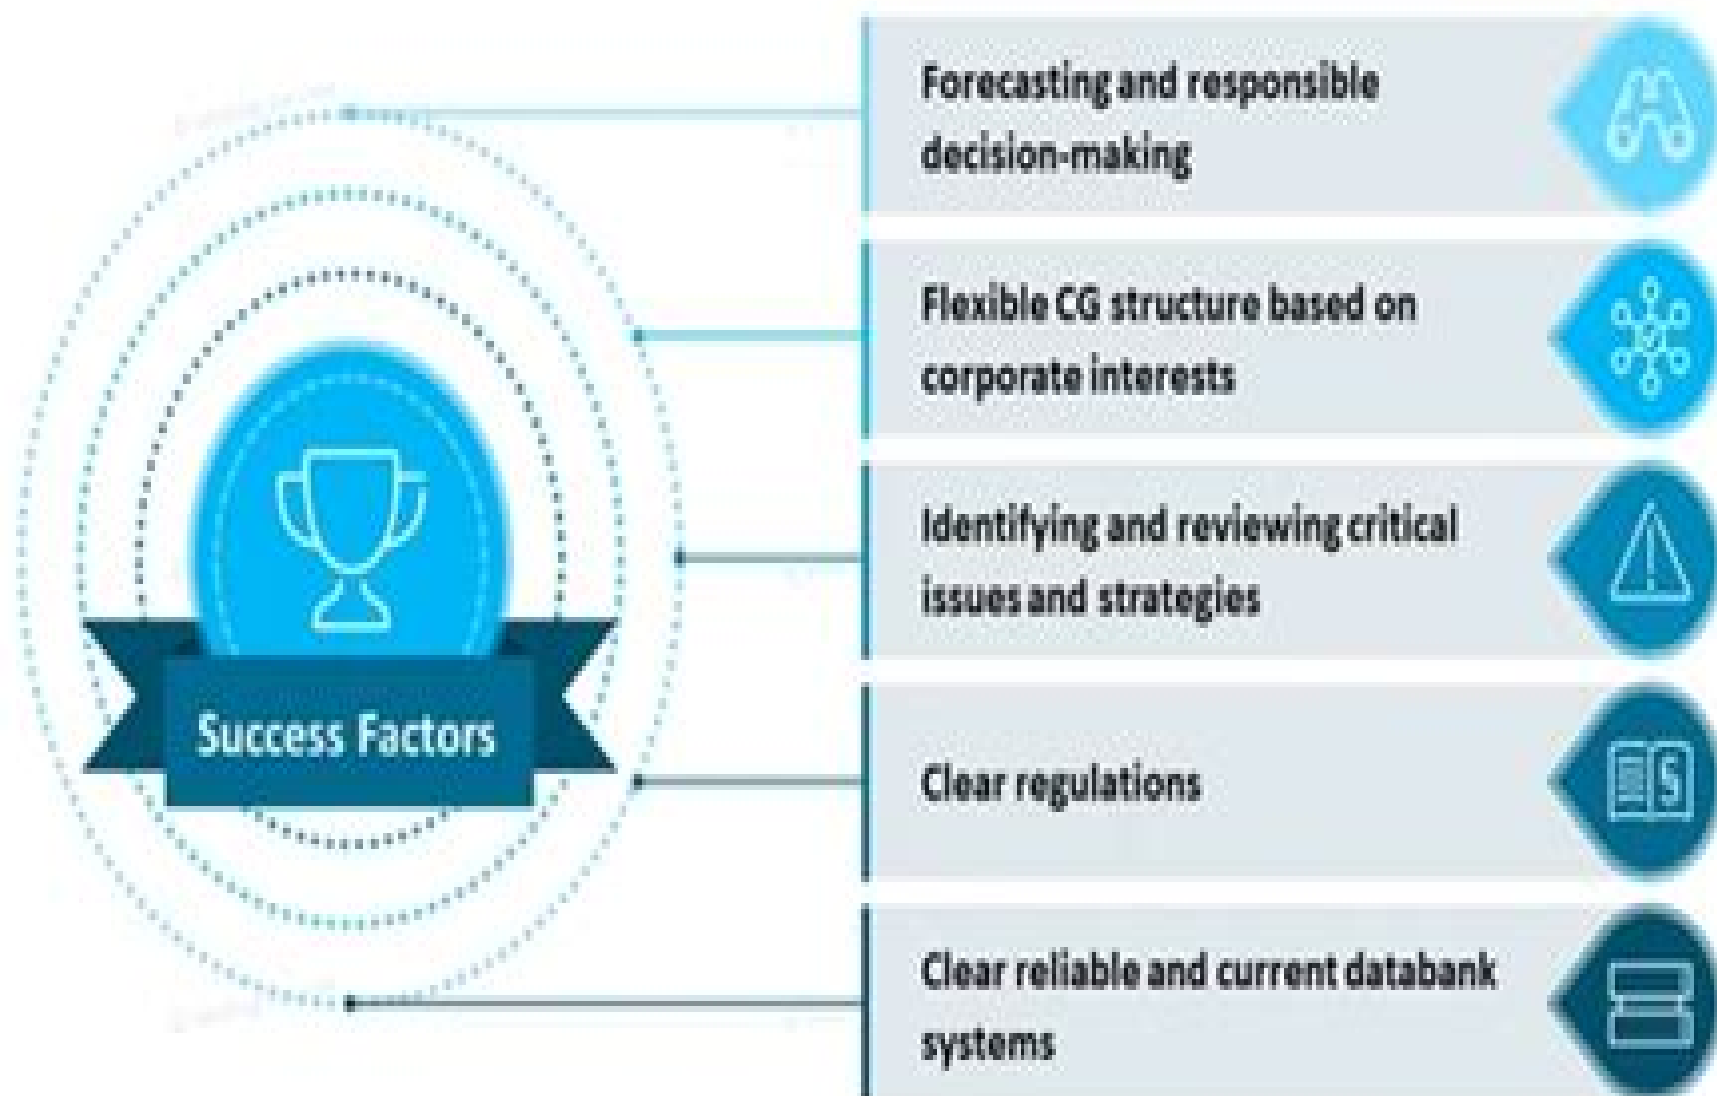 Forecasting and responsible
decision-making
Flexible CG structure based on
corporate interests
Identifying and reviewing critical
issues and strategies
Success Factors
Clear regulations
Clear reliable and current databank
systems